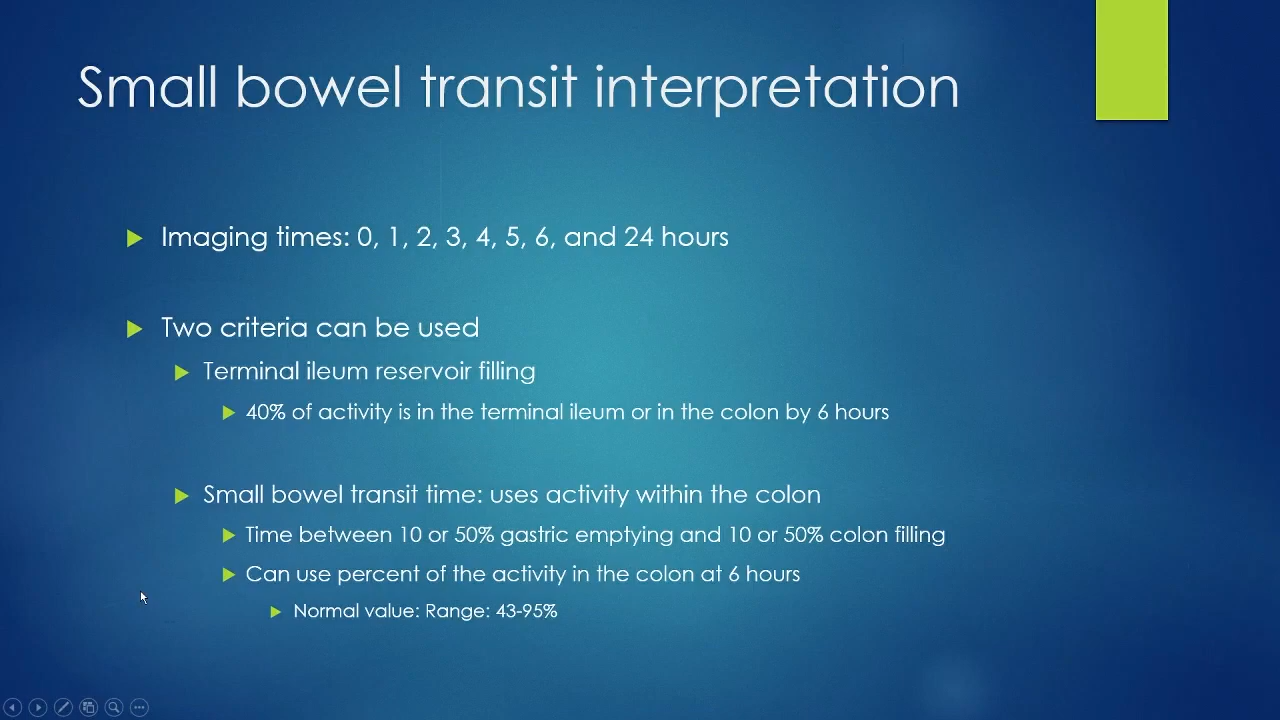 Small bowel transit interpretation
Imaging times: 0, 1, 2, 3, 4, 5, 6, and 24 hours
Two criteria can be used
Terminal ileum reservoir filling
40% of activity is in the terminal ileum or in the colon by 6 hours
Small bowel transit time: uses activity within the colon
Time between 10 or 50% gastric emptying and 10 or 50% colon filling
Can use percent of the activity in the colon at 6 hours
Normal value: Range: 43-95%